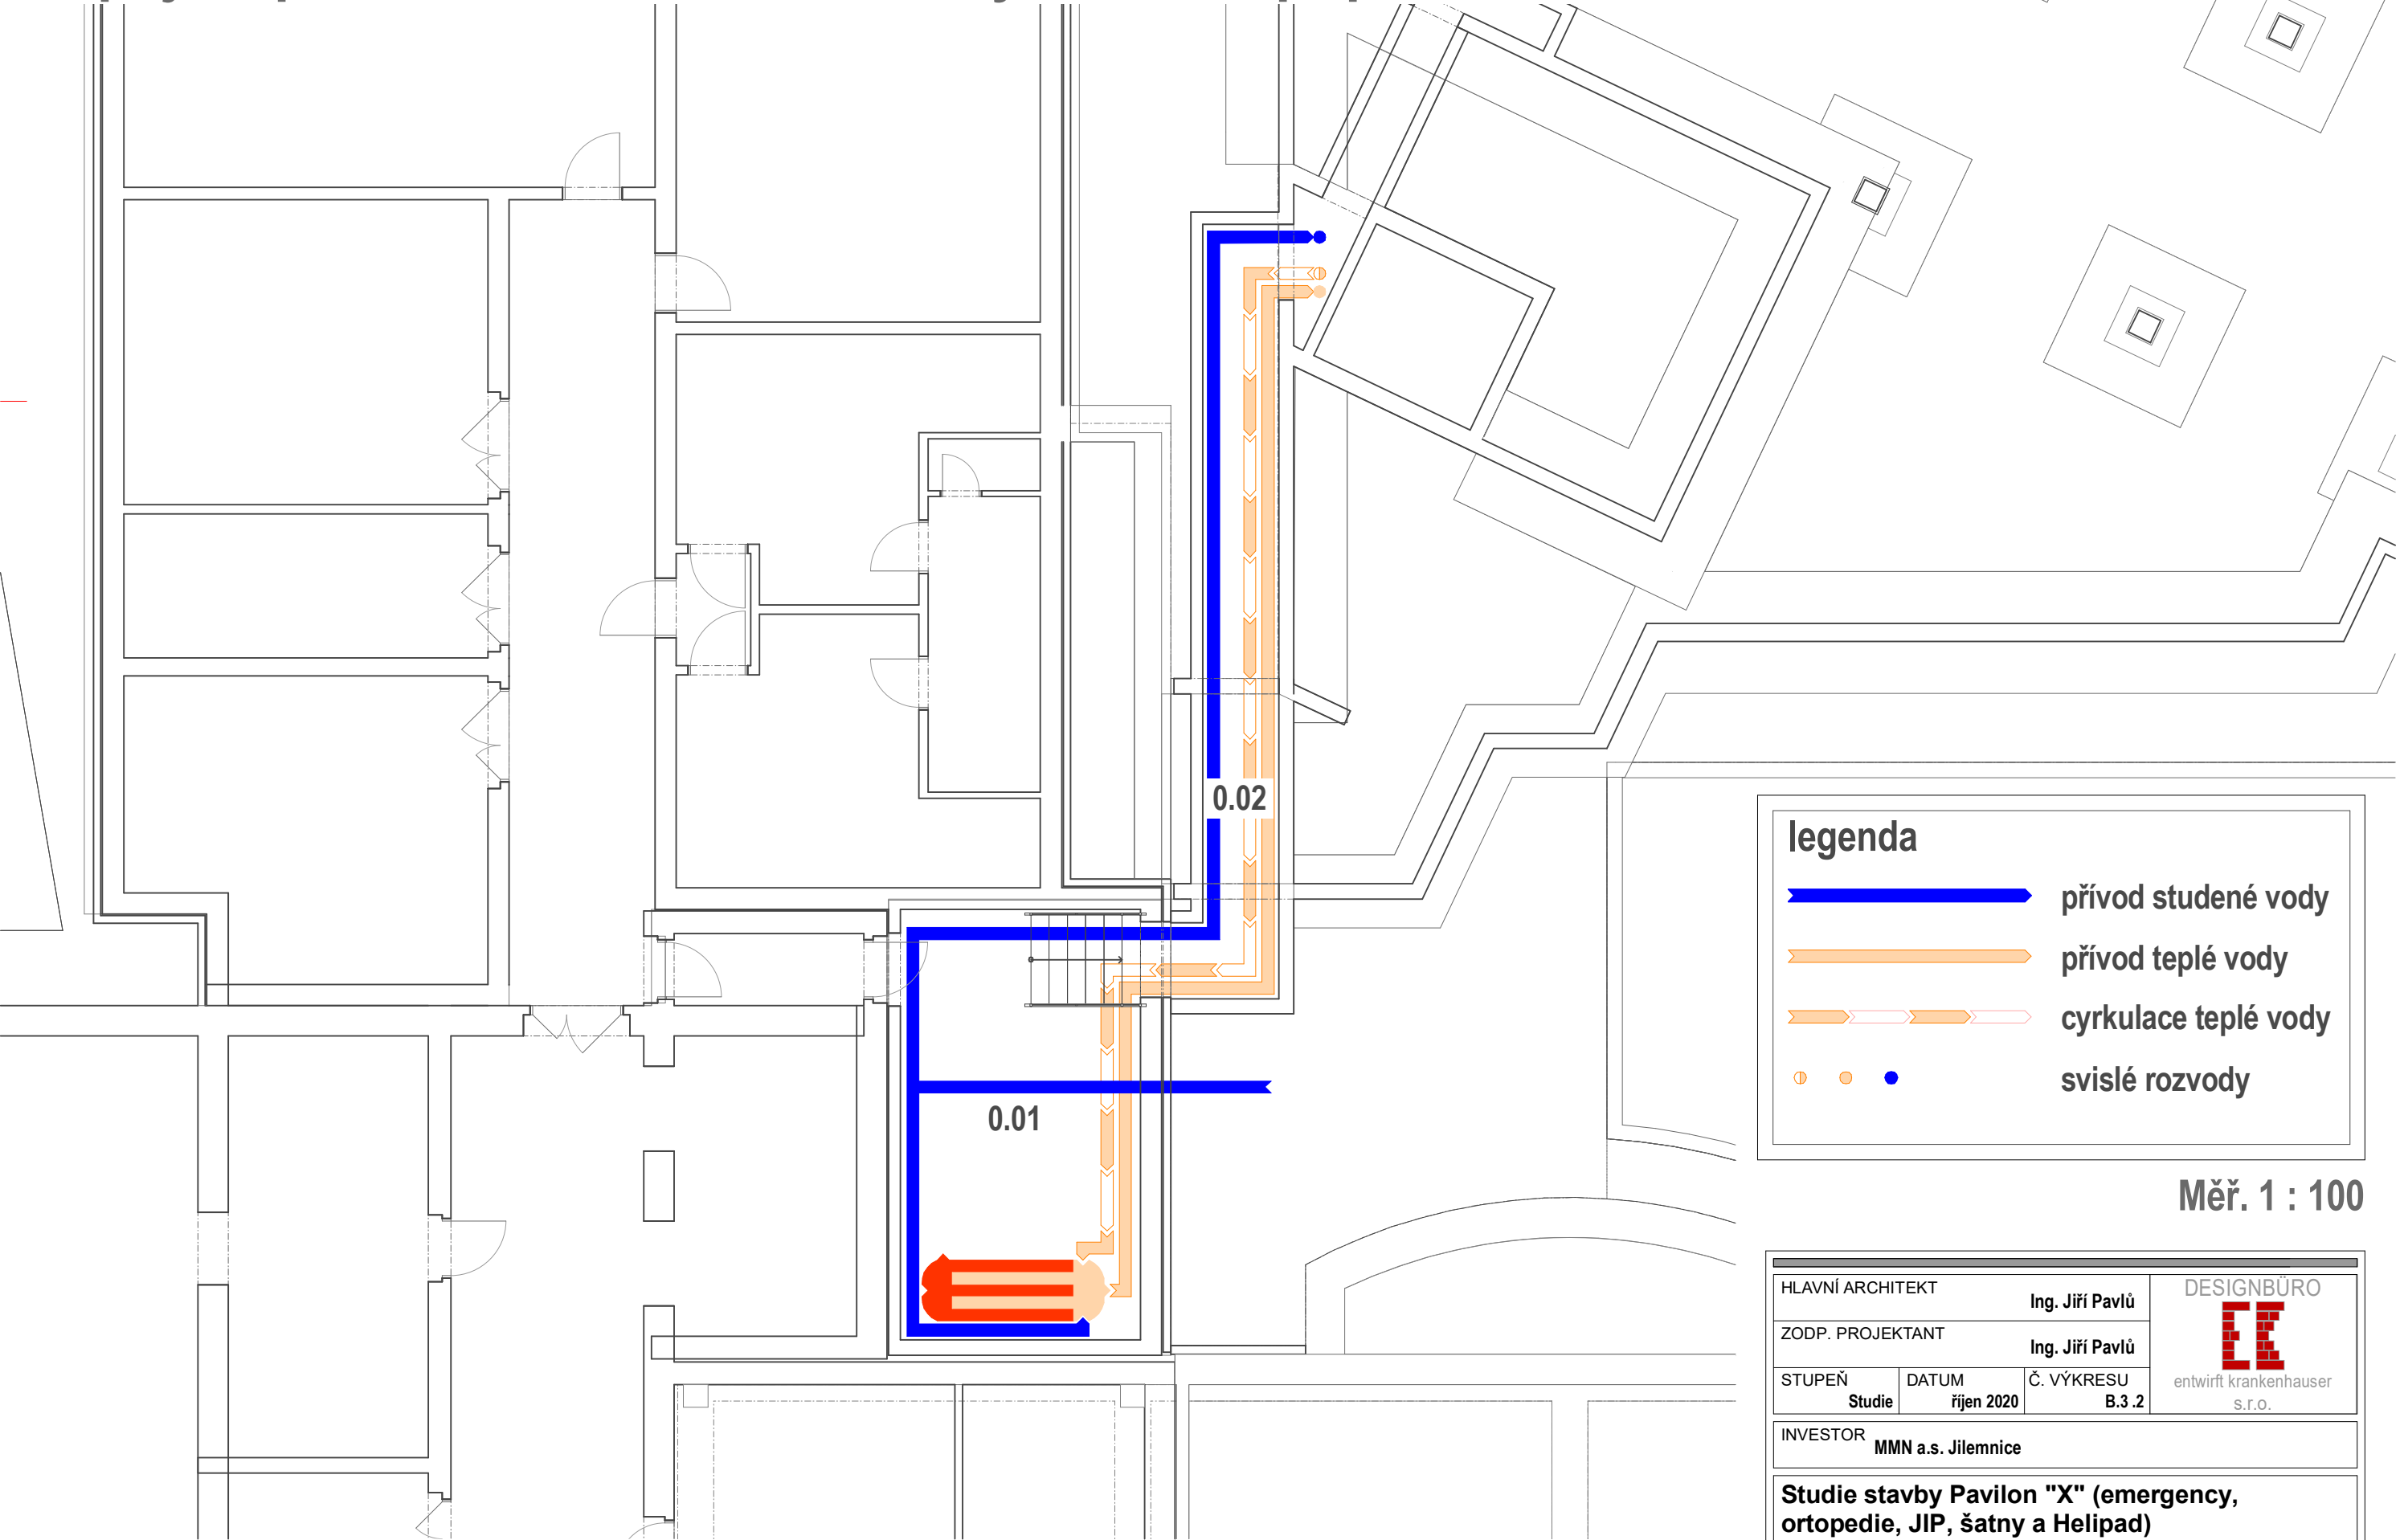 0.02
0.01
legenda
přívod studené vody
přívod teplé vody
cyrkulace teplé vody
svislé rozvody
Měř. 1 : 100
HLAVNÍ ARCHITEKT
Ing. Jiří Pavlů
ZODP. PROJEKTANT
Ing. Jiří Pavlů
STUPEŇ
Studie
DATUM
říjen 2020
Č. VÝKRESU
B.3 .2
DESIGNBÜRO
entwirft krankenhauser
s.r.o.
INVESTOR
MMN a.s. Jilemnice
Studie stavby Pavilon "X" (emergency,
ortopedie, JIP, šatny a Helipad)